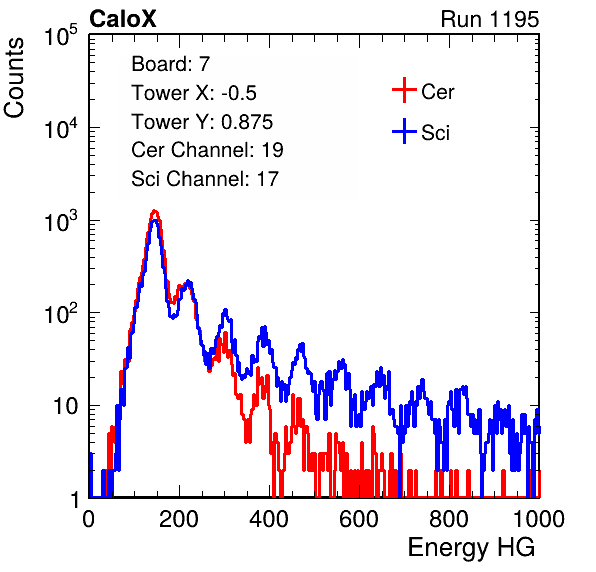 CaloX Run 1195
Counts
Board: 7
Tower X: -0.5
Tower Y: 0.875
Cer Channel: 19
Sci Channel: 17
Cer
Sci
10^5
10^4
10^3
10^2
10
1
0 200 400 600 800 1000
Energy HG